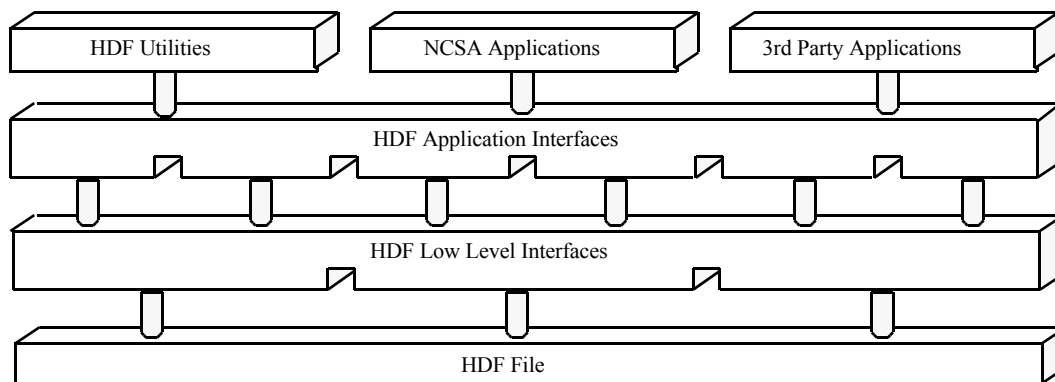 HDF Utilities
NCSA Applications
3rd Party Applications
HDF Application Interfaces
HDF Low Level Interfaces
HDF File